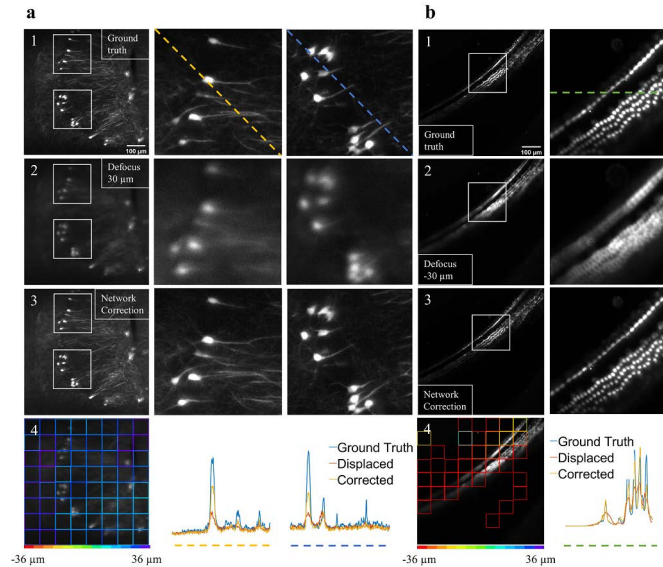 a
b
1
Ground
truth
100 µm
1
Ground
truth
100 µm
2
Defocus
30 µm
2
Defocus
-30 µm
3
Network
Correction
3
Network
Correction
4
Ground Truth
Displaced
Corrected
4
Ground Truth
Displaced
Corrected
-36 µm
36 µm
-36 µm
36 µm